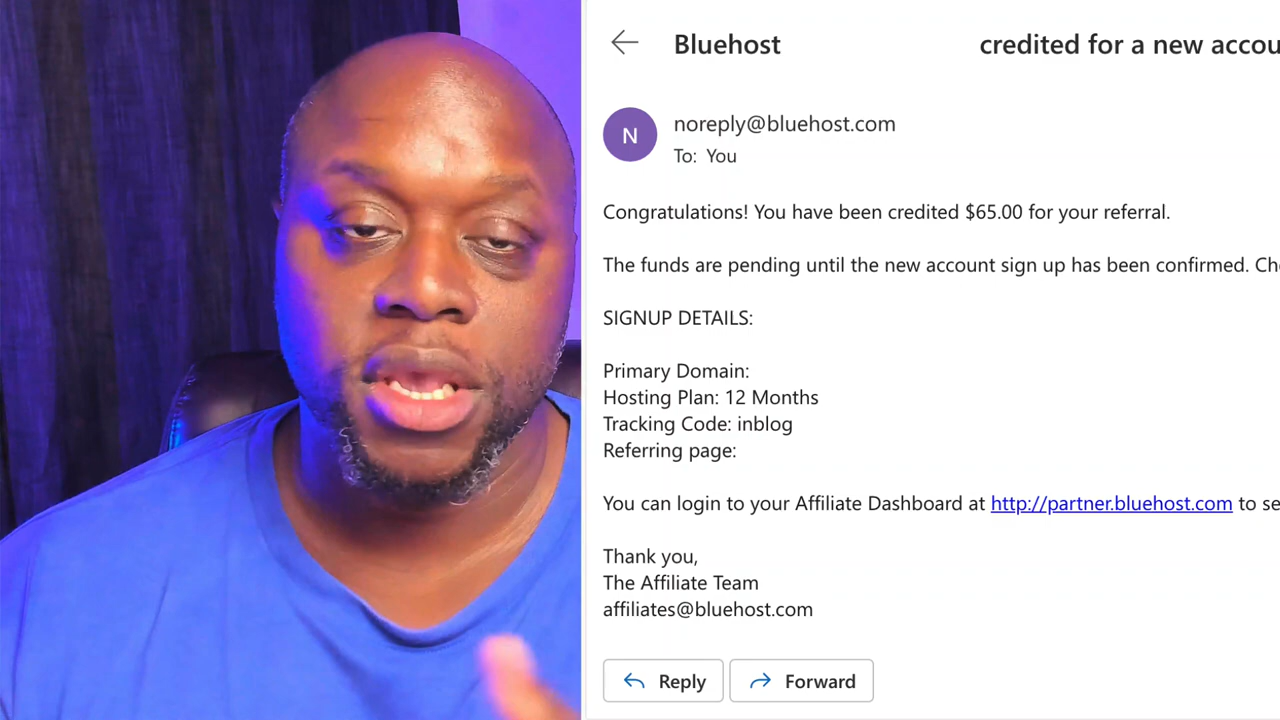 Bluehost credited for a new accou
N
noreply@bluehost.com
To: You
Congratulations! You have been credited $65.00 for your referral.
The funds are pending until the new account sign up has been confirmed. Che
SIGNUP DETAILS:
Primary Domain:
Hosting Plan: 12 Months
Tracking Code: inblog
Referring page:
You can login to your Affiliate Dashboard at http://partner.bluehost.com to se
Thank you,
The Affiliate Team
affiliates@bluehost.com
Reply Forward